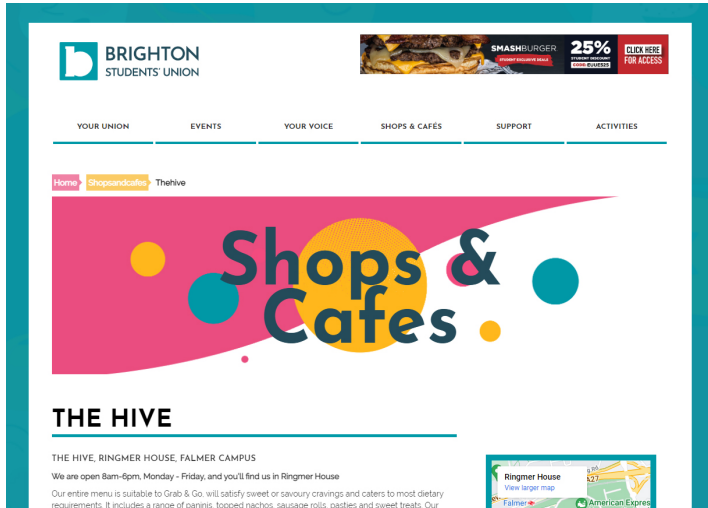 BRIGHTON
STUDENTS' UNION
SMASHBURGER
STUDENT EXCLUSIVE DEALS
25%
STUDENT DISCOUNT
CODE: EUUES25
CLICK HERE
FOR ACCESS
YOUR UNION
EVENTS
YOUR VOICE
SHOPS & CAFÉS
SUPPORT
ACTIVITIES
Home
Shopsandcafes
Thehive
Shops &
Cafes
THE HIVE
THE HIVE, RINGMER HOUSE, FALMER CAMPUS
We are open 8am-6pm, Monday - Friday, and you'll find us in Ringmer House
Our entire menu is suitable to Grab & Go, will satisfy sweet or savoury cravings and caters to most dietary
requirements. It includes a range of paninis, topped nachos, sausage rolls, pasties and sweet treats. Our
Ringmer House
View larger map
A27
Falmer
American Expres